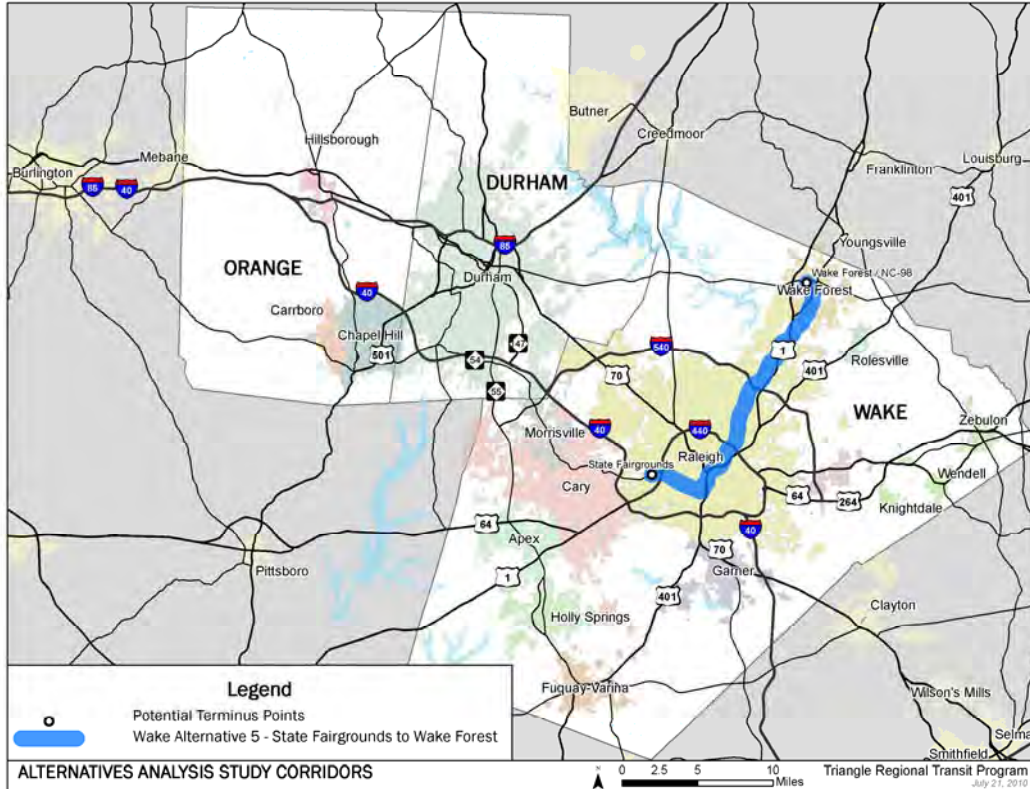 Butner
Creedmoor
Louisburg
Hillsborough
Mebane
Burlington
Franklinton
85
40
DURHAM
401
85
Youngsville
ORANGE
Durham
Wake Forest / NC-98
Wake Forest
40
Carrboro
Chapel Hill
501
147
540
1
54
Rolesville
70
401
55
WAKE
Zebulon
Morrisville
40
440
Raleigh
State Fairgrounds
Wendell
Cary
64
264
Knightdale
64
40
Apex
70
Pittsboro
1
Garner
401
Clayton
Holly Springs
Fuquay-Varina
Wilson's Mills
Selma
Smithfield
Legend
Potential Terminus Points
Wake Alternative 5 - State Fairgrounds to Wake Forest
ALTERNATIVES ANALYSIS STUDY CORRIDORS
N
0 2.5 5 10
Miles
Triangle Regional Transit Program
July 21, 2010